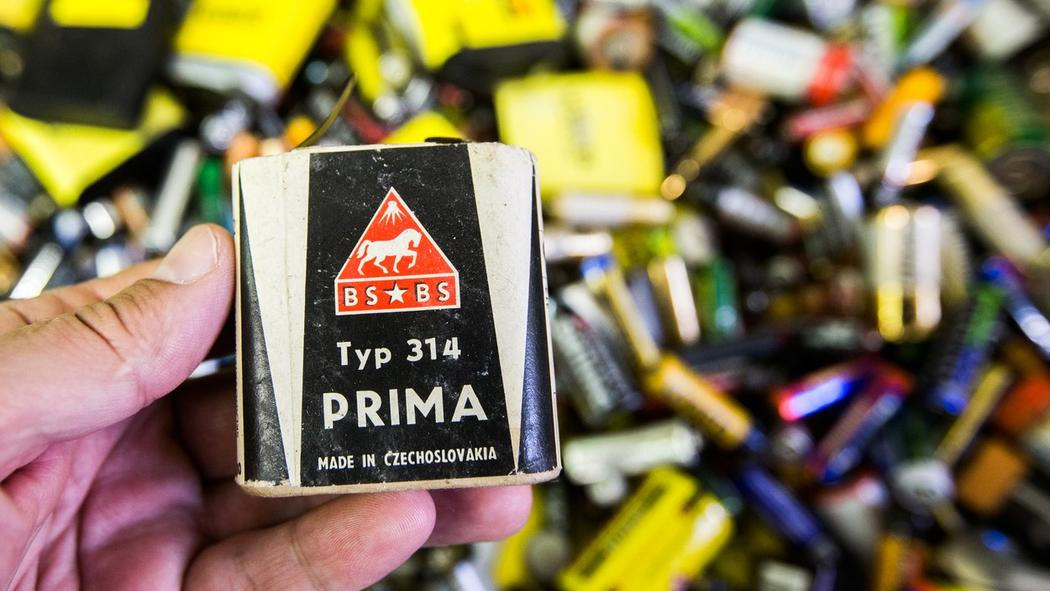 BS★BS
Typ 314
PRIMA
MADE IN CZECHOSLOVAKIA